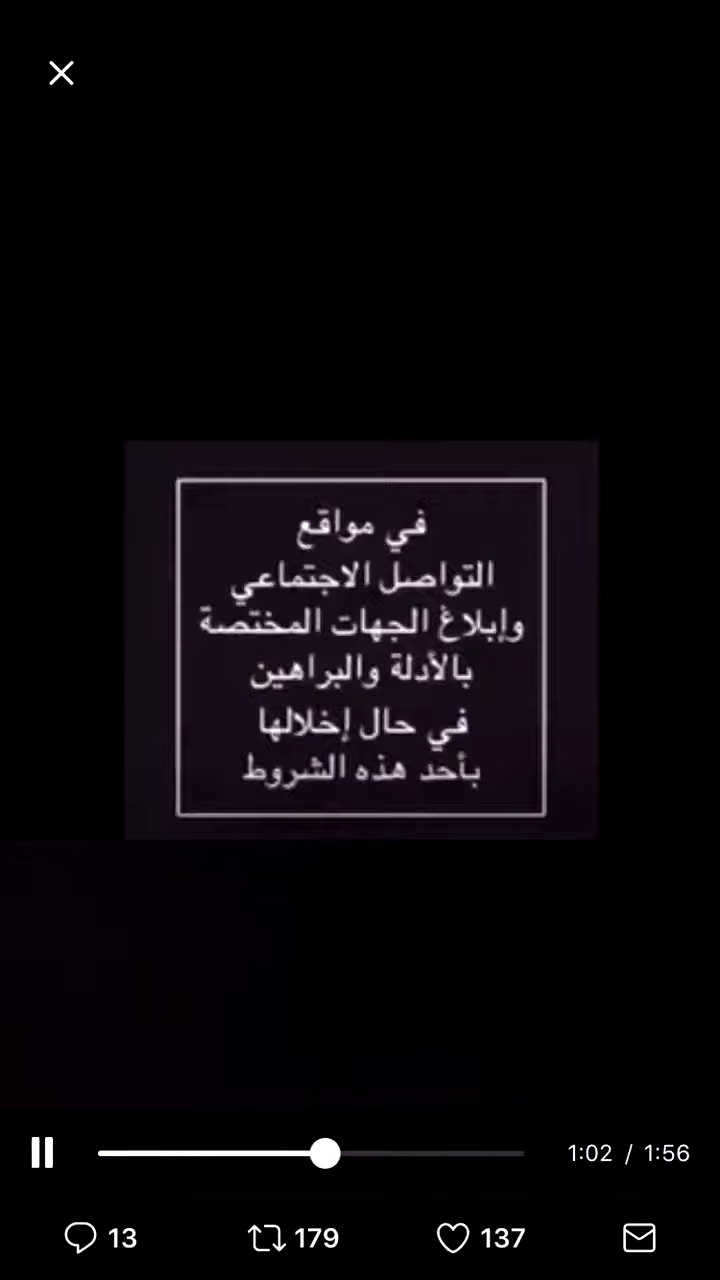 في مواقع
التواصل الاجتماعي
وإبلاغ الجهات المختصة
بالأدلة والبراهين
في حال إخلالها
بأحد هذه الشروط
1:02 / 1:56
13 179 137